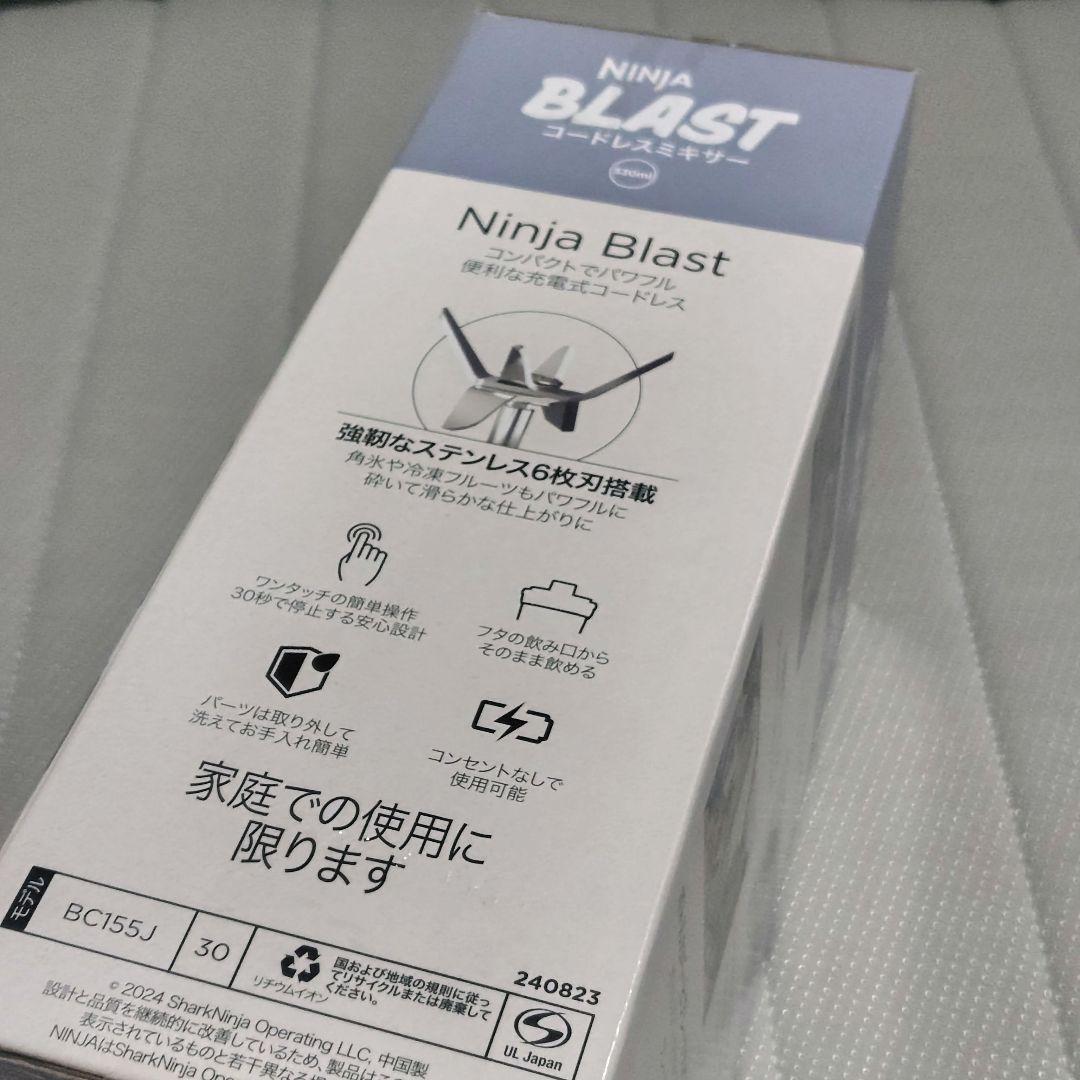 NINJA
BLAST
コードレスミキサー
Ninja Blast
コンパクトでパワフル
便利な充電式コードレス
強靭なステンレス6枚刃搭載
角氷や冷凍フルーツもパワフルに
砕いて滑らかな仕上がりに
ワンタッチの簡単操作
30秒で停止する安心設計
フタの飲み口から
そのまま飲める
パーツは取り外して
洗えてお手入れ簡単
コンセントなしで
使用可能
家庭での使用に
限ります
モデル
BC155J
30
リチウムイオン
国および地域の規則に従っ
てリサイクルまたは廃棄して
ください。
240823
UL Japan
© 2024 SharkNinja Operating LLC, 中国製
設計と品質を継続的に改善しているため、製品はこの
表示されているものと若干異なる場
NINJAはSharkNinja Ope